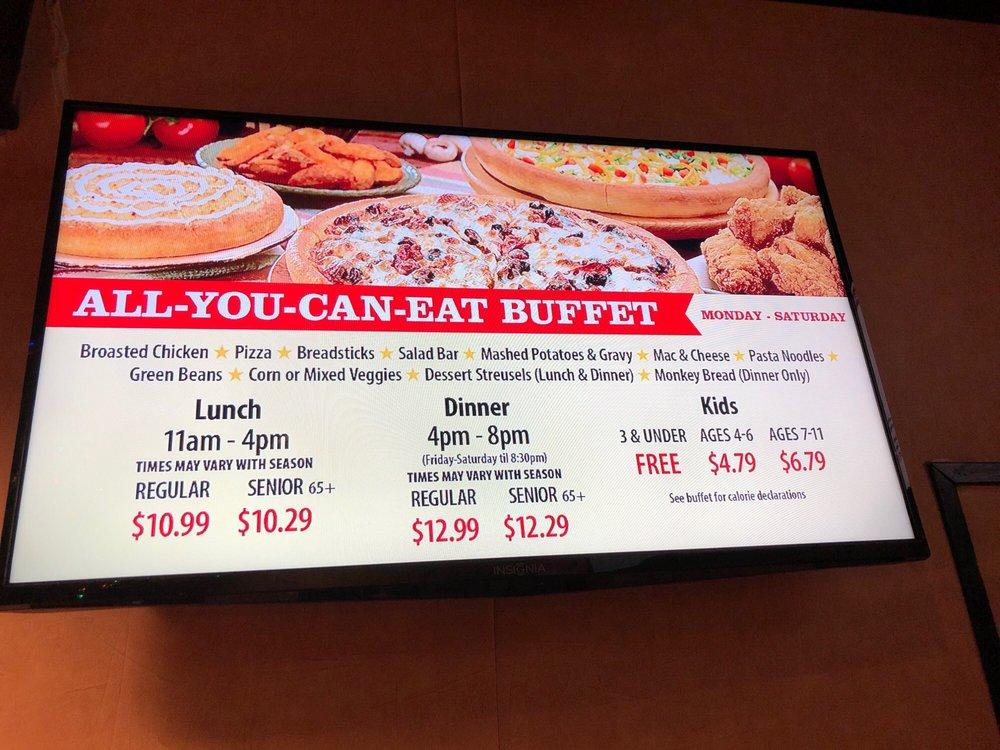 ALL-YOU-CAN-EAT BUFFET
MONDAY - SATURDAY
Broasted Chicken ★ Pizza ★ Breadsticks ★ Salad Bar ★ Mashed Potatoes & Gravy ★ Mac & Cheese ★ Pasta Noodles ★
Green Beans ★ Corn or Mixed Veggies ★ Dessert Streusels (Lunch & Dinner) ★ Monkey Bread (Dinner Only)
Lunch
11am - 4pm
TIMES MAY VARY WITH SEASON
REGULAR SENIOR 65+
$10.99 $10.29
Dinner
4pm - 8pm
(Friday-Saturday til 8:30pm)
TIMES MAY VARY WITH SEASON
REGULAR SENIOR 65+
$12.99 $12.29
Kids
3 & UNDER AGES 4-6 AGES 7-11
FREE $4.79 $6.79
See buffet for calorie declarations
INSIGNIA